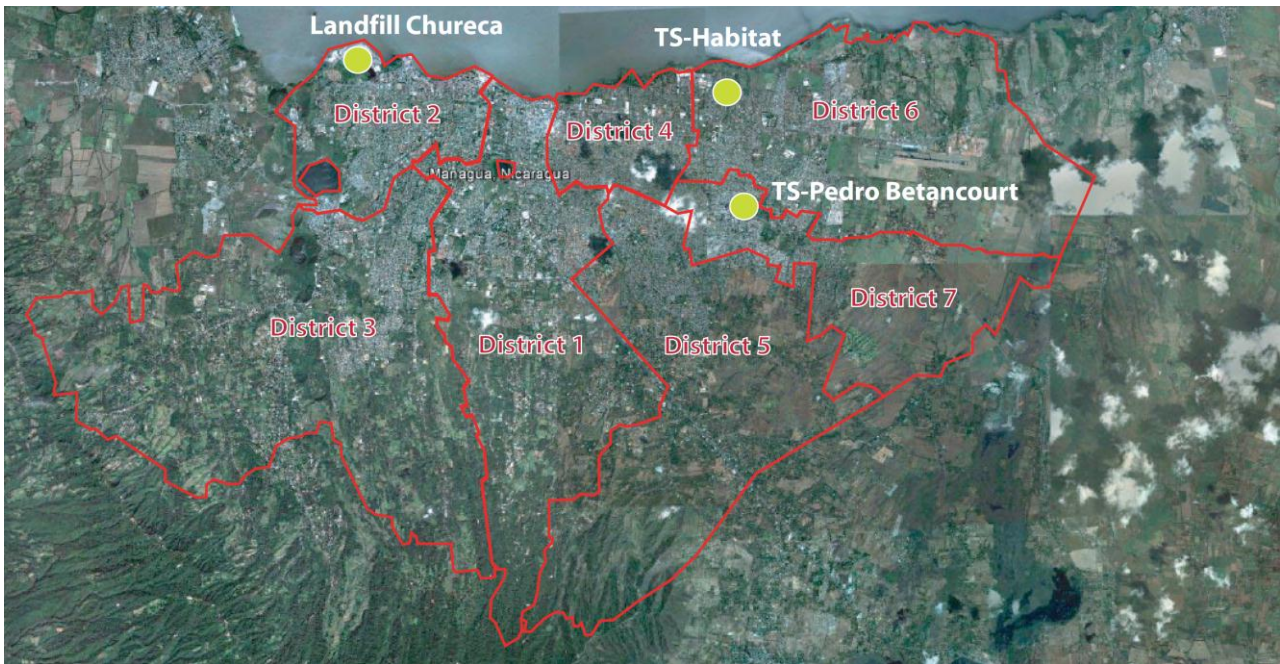 Landfill Chureca
TS-Habitat
District 2
District 4
District 6
Managua, Nicaragua
TS-Pedro Betancourt
District 7
District 3
District 1
District 5